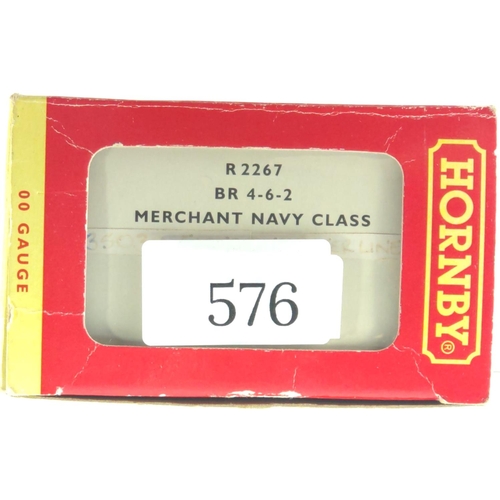 R 2267
BR 4-6-2
MERCHANT NAVY CLASS
576
00 GAUGE
HORNBY®